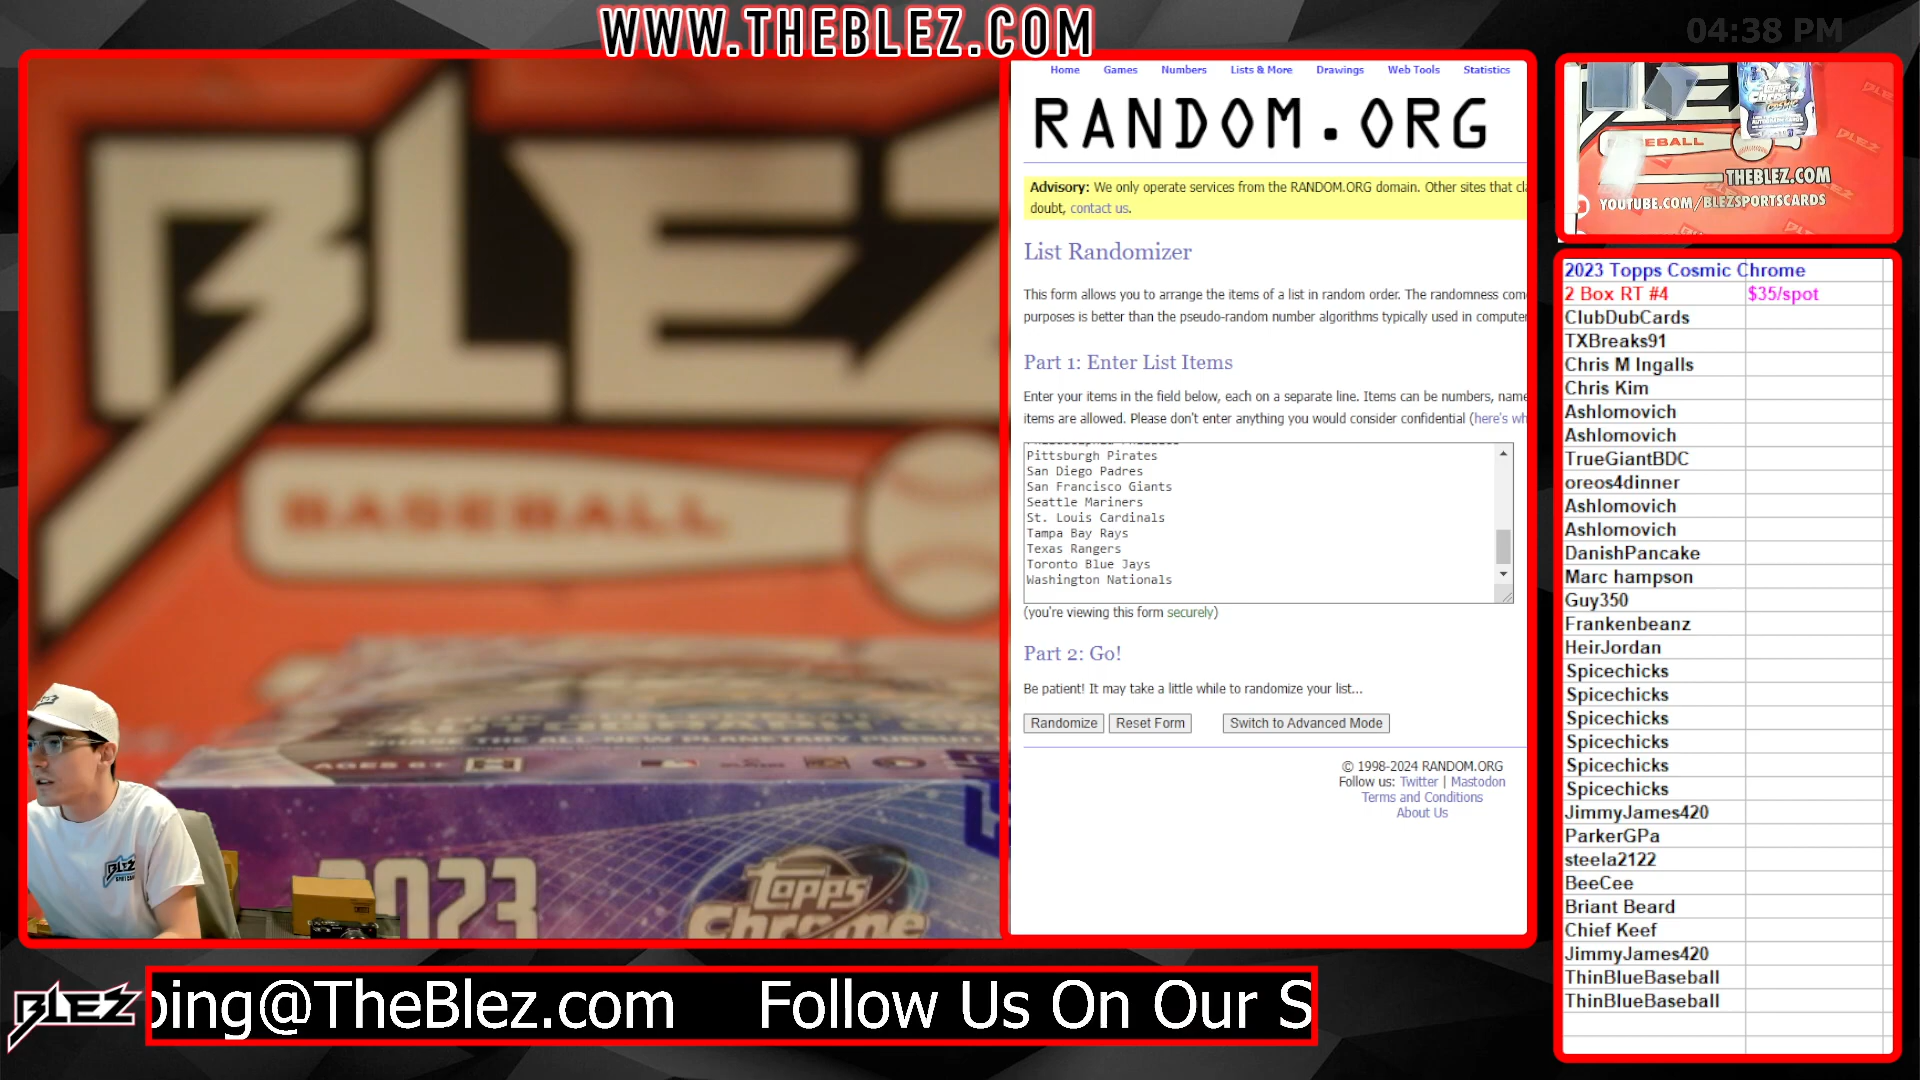 WWW.THEBLEZ.COM
04:38 PM
BLEZ
BASEBALL
AGES 6+
2023
topps
Chrome
BLEZ
Home Games Numbers Lists & More Drawings Web Tools Statistics
RANDOM.ORG
Advisory: We only operate services from the RANDOM.ORG domain. Other sites that cl
doubt, contact us.
List Randomizer
This form allows you to arrange the items of a list in random order. The randomness com
purposes is better than the pseudo-random number algorithms typically used in compute
Part 1: Enter List Items
Enter your items in the field below, each on a separate line. Items can be numbers, name
items are allowed. Please don't enter anything you would consider confidential (here's wh
Pittsburgh Pirates
San Diego Padres
San Francisco Giants
Seattle Mariners
St. Louis Cardinals
Tampa Bay Rays
Texas Rangers
Toronto Blue Jays
Washington Nationals
(you're viewing this form securely)
Part 2: Go!
Be patient! It may take a little while to randomize your list...
Randomize Reset Form Switch to Advanced Mode
© 1998-2024 RANDOM.ORG
Follow us: Twitter | Mastodon
Terms and Conditions
About Us
SEBALL
THEBLEZ.COM
YOUTUBE.COM/BLEZSPORTSCARDS
2023 Topps Cosmic Chrome
2 Box RT #4 $35/spot
ClubDubCards
TXBreaks91
Chris M Ingalls
Chris Kim
Ashlomovich
Ashlomovich
TrueGiantBDC
oreos4dinner
Ashlomovich
Ashlomovich
DanishPancake
Marc hampson
Guy350
Frankenbeanz
HeirJordan
Spicechicks
Spicechicks
Spicechicks
Spicechicks
Spicechicks
Spicechicks
JimmyJames420
ParkerGPa
steela2122
BeeCee
Briant Beard
Chief Keef
JimmyJames420
ThinBlueBaseball
ThinBlueBaseball
BLEZ
ping@TheBlez.com Follow Us On Our S